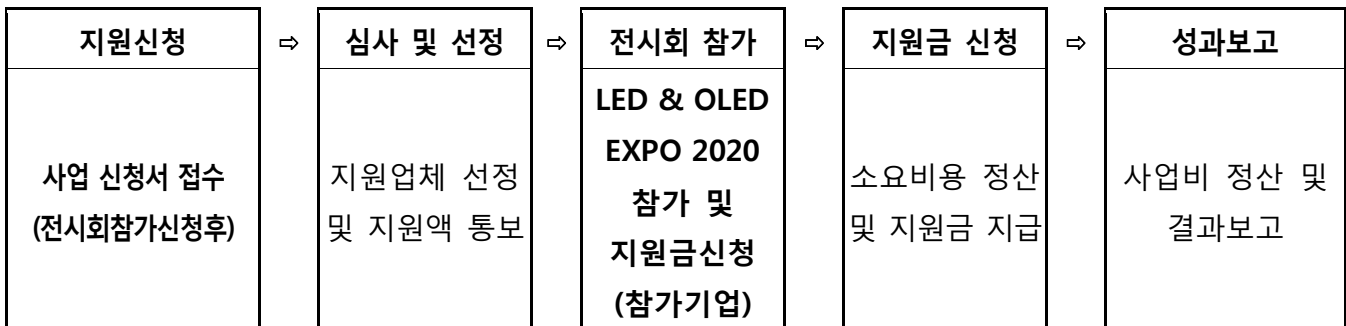 지원신청 ⇨ 심사 및 선정 ⇨ 전시회 참가 ⇨ 지원금 신청 ⇨ 성과보고
사업 신청서 접수
(전시회참가신청후)
지원업체 선정
및 지원액 통보
LED & OLED
EXPO 2020
참가 및
지원금신청
(참가기업)
소요비용 정산
및 지원금 지급
사업비 정산 및
결과보고